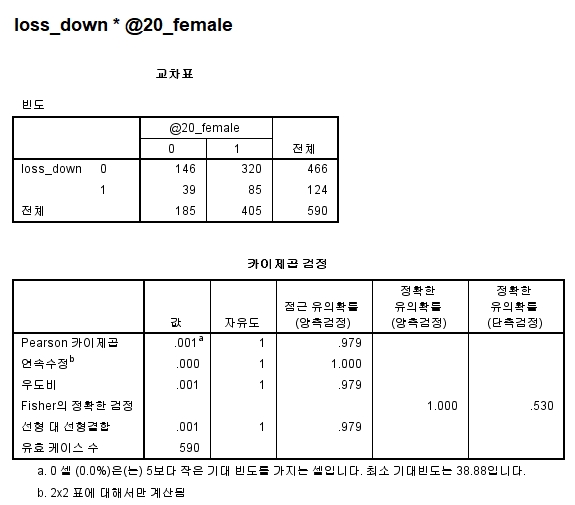 loss_down * @20_female
교차표
빈도
@20_female
0 1 전체
loss_down 0 146 320 466
1 39 85 124
전체 185 405 590
카이제곱 검정
값 자유도 점근 유의확률 (양측검정) 정확한 유의확률 (양측검정) 정확한 유의확률 (단측검정)
Pearson 카이제곱 .001a 1 .979
연속수정b .000 1 1.000
우도비 .001 1 .979
Fisher의 정확한 검정 1.000 .530
선형 대 선형결합 .001 1 .979
유효 케이스 수 590
a. 0 셀 (0.0%)은(는) 5보다 작은 기대 빈도를 가지는 셀입니다. 최소 기대빈도는 38.88입니다.
b. 2x2 표에 대해서만 계산됨